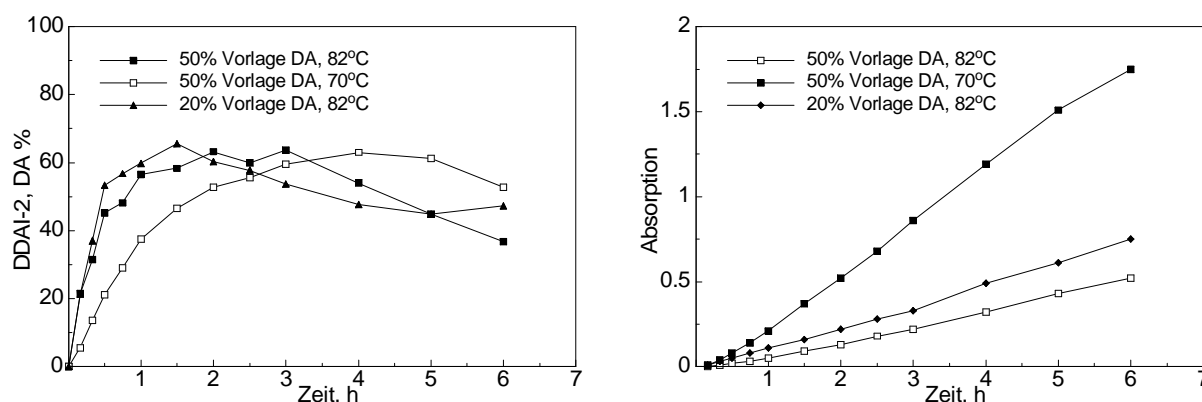 100
80
60
40
20
0
DDAI-2, DA %
50% Vorlage DA, 82°C
50% Vorlage DA, 70°C
20% Vorlage DA, 82°C
1 2 3 4 5 6 7
Zeit, h
2
1.5
1
0.5
0
Absorption
50% Vorlage DA, 82°C
50% Vorlage DA, 70°C
20% Vorlage DA, 82°C
1 2 3 4 5 6 7
Zeit, h